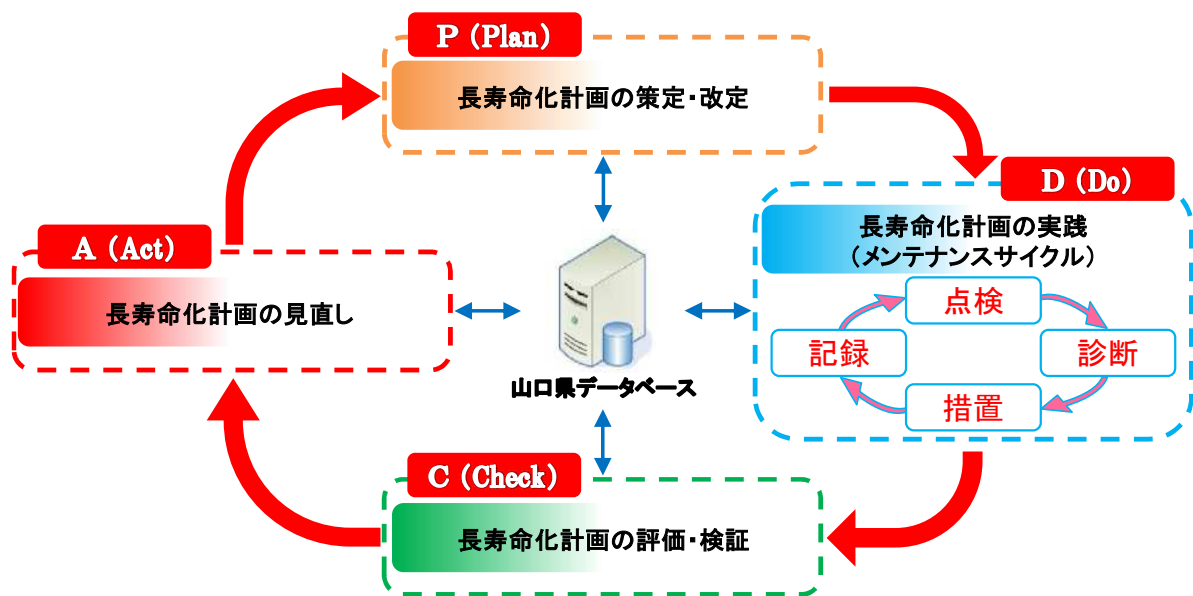 P（Plan）
長寿命化計画の策定・改定
D（Do）
長寿命化計画の実践
（メンテナンスサイクル）
点検
診断
措置
記録
C（Check）
長寿命化計画の評価・検証
A（Act）
長寿命化計画の見直し
山口県データベース